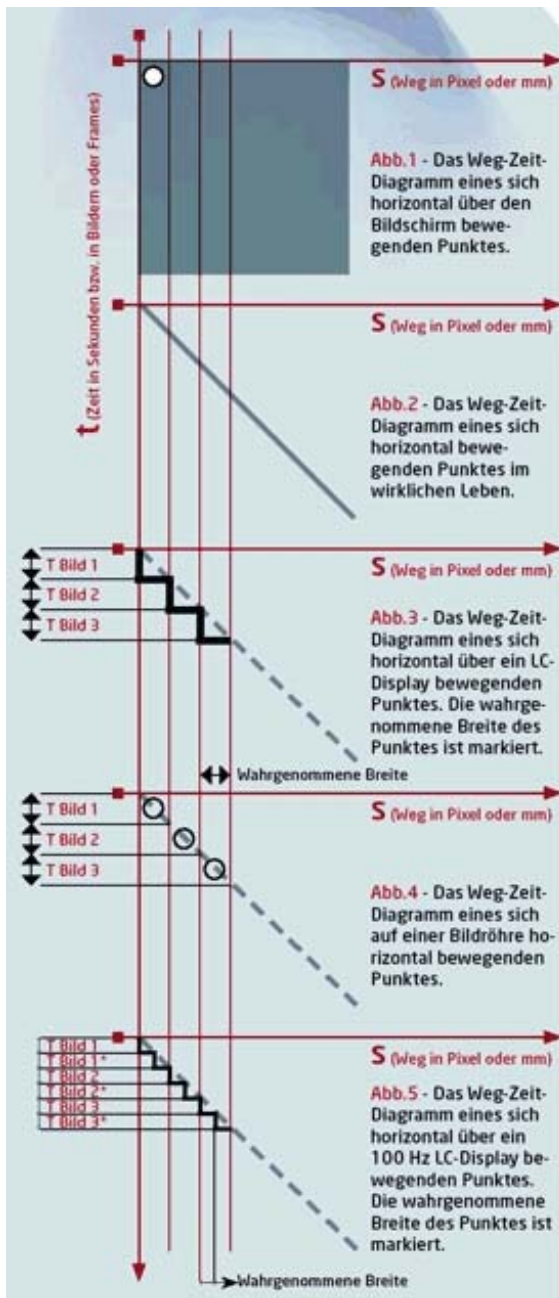 t (Zeit in Sekunden bzw. in Bildern oder Frames)
S (Weg in Pixel oder mm)
Abb.1 - Das Weg-Zeit-
Diagramm eines sich
horizontal über den
Bildschirm bewe-
genden Punktes.
S (Weg in Pixel oder mm)
Abb.2 - Das Weg-Zeit-
Diagramm eines sich
horizontal bewe-
genden Punktes im
wirklichen Leben.
T Bild 1
T Bild 2
T Bild 3
S (Weg in Pixel oder mm)
Abb.3 - Das Weg-Zeit-
Diagramm eines sich
horizontal über ein LC-
Display bewegenden
Punktes. Die wahrge-
nommene Breite des
Punktes ist markiert.
Wahrgenommene Breite
T Bild 1
T Bild 2
T Bild 3
S (Weg in Pixel oder mm)
Abb.4 - Das Weg-Zeit-
Diagramm eines sich
auf einer Bildröhre ho-
rizontal bewegenden
Punktes.
T Bild 1
T Bild 1*
T Bild 2
T Bild 2*
T Bild 3
T Bild 3*
S (Weg in Pixel oder mm)
Abb.5 - Das Weg-Zeit-
Diagramm eines sich
horizontal über ein
100 Hz LC-Display be-
wegenden Punktes.
Die wahrgenommene
Breite des Punktes ist
markiert.
Wahrgenommene Breite